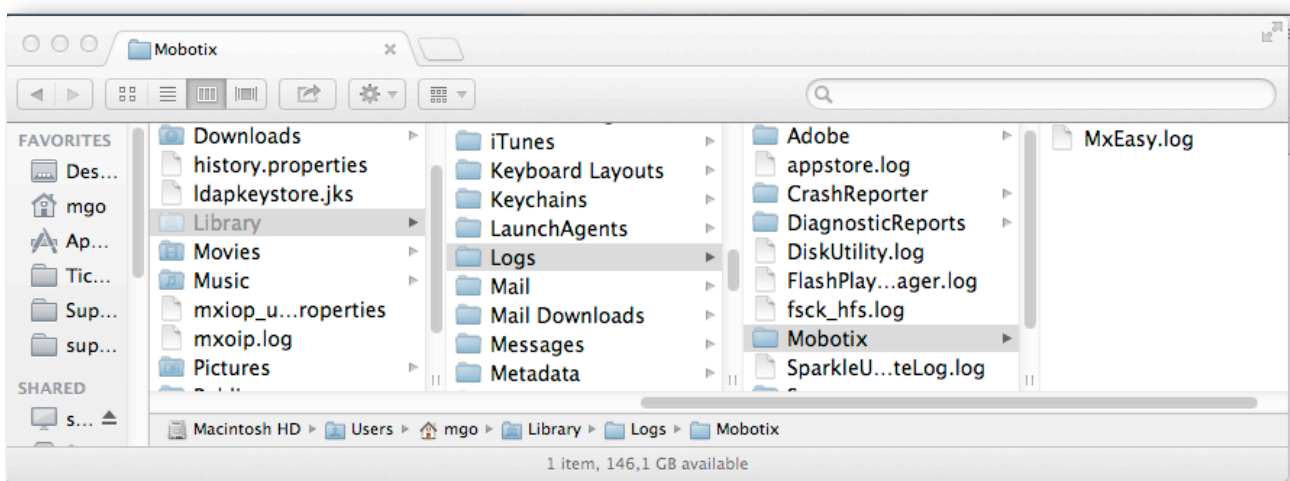 Mobotix
FAVORITES
Des...
mgo
Ap...
Tic...
Sup...
sup...
SHARED
s...
Downloads
history.properties
ldapkeystore.jks
Library
Movies
Music
mxiop_u...roperties
mxoip.log
Pictures
iTunes
Keyboard Layouts
Keychains
LaunchAgents
Logs
Mail
Mail Downloads
Messages
Metadata
Adobe
appstore.log
CrashReporter
DiagnosticReports
DiskUtility.log
FlashPlay...ager.log
fsck_hfs.log
Mobotix
SparkleU...teLog.log
MxEasy.log
Macintosh HD ▸ Users ▸ mgo ▸ Library ▸ Logs ▸ Mobotix
1 item, 146,1 GB available